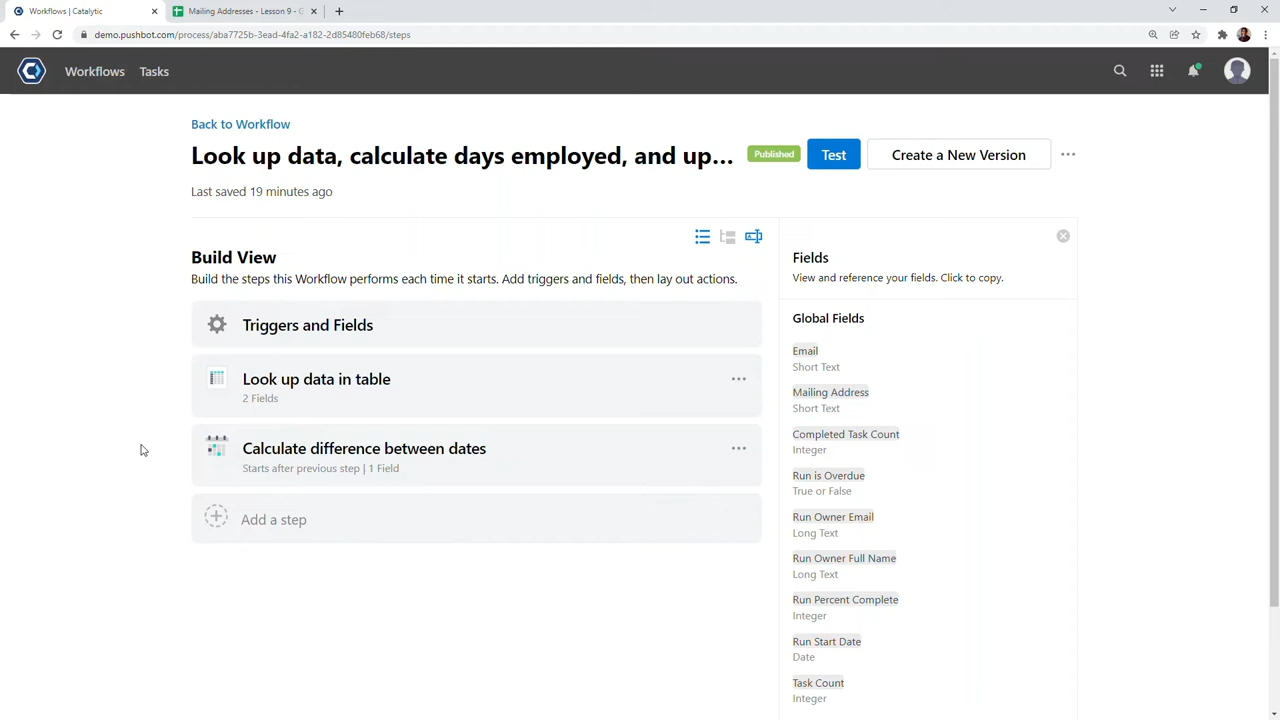 Workflows | Catalytic
Mailing Addresses - Lesson 9 - G
demo.pushbot.com/process/aba7725b-3ead-4fa2-a182-2d85480feb68/steps
Workflows Tasks
Back to Workflow
Look up data, calculate days employed, and up...
Published
Test
Create a New Version
Last saved 19 minutes ago
Build View
Build the steps this Workflow performs each time it starts. Add triggers and fields, then lay out actions.
Triggers and Fields
Look up data in table
2 Fields
Calculate difference between dates
Starts after previous step | 1 Field
Add a step
Fields
View and reference your fields. Click to copy.
Global Fields
Email
Short Text
Mailing Address
Short Text
Completed Task Count
Integer
Run is Overdue
True or False
Run Owner Email
Long Text
Run Owner Full Name
Long Text
Run Percent Complete
Integer
Run Start Date
Date
Task Count
Integer